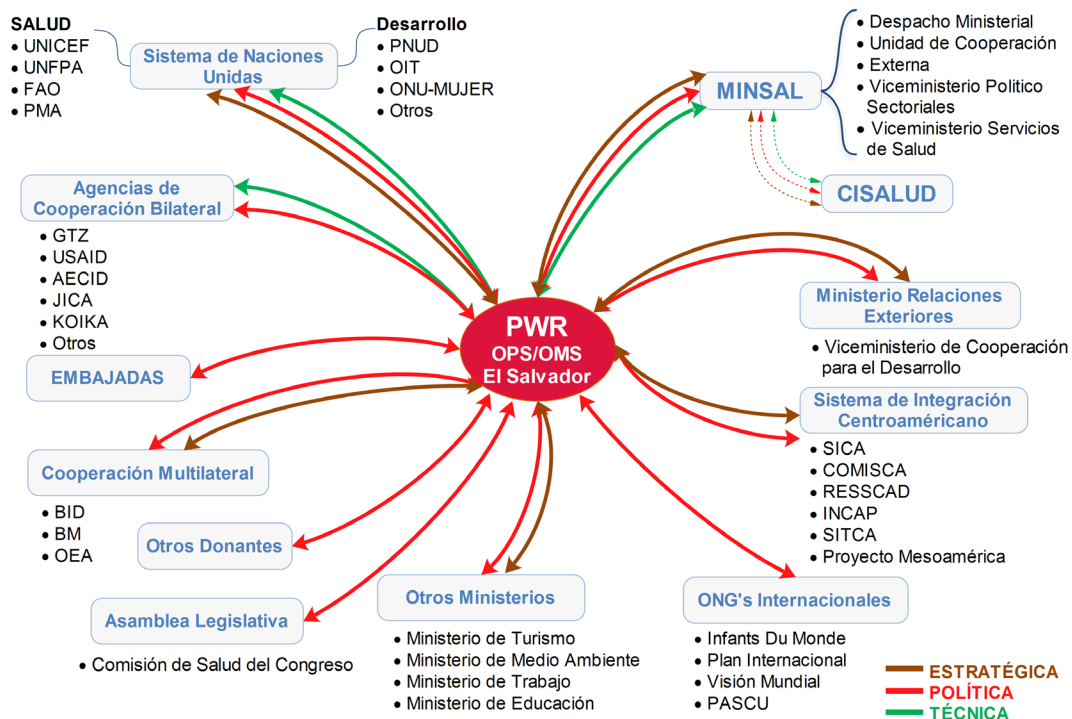 SALUD
• UNICEF
• UNFPA
• FAO
• PMA
Sistema de Naciones
Unidas
Desarrollo
• PNUD
• OIT
• ONU-MUJER
• Otros
MINSAL
• Despacho Ministerial
• Unidad de Cooperación
• Externa
• Viceministerio Politico
Sectoriales
• Viceministerio Servicios
de Salud
CISALUD
Agencias de
Cooperación Bilateral
• GTZ
• USAID
• AECID
• JICA
• KOIKA
• Otros
PWR
OPS/OMS
El Salvador
Ministerio Relaciones
Exteriores
• Viceministerio de Cooperación
para el Desarrollo
EMBAJADAS
Sistema de Integración
Centroaméricano
• SICA
• COMISCA
• RESSCAD
• INCAP
• SITCA
• Proyecto Mesoamérica
Cooperación Multilateral
• BID
• BM
• OEA
Otros Donantes
Asamblea Legislativa
• Comisión de Salud del Congreso
Otros Ministerios
• Ministerio de Turismo
• Ministerio de Medio Ambiente
• Ministerio de Trabajo
• Ministerio de Educación
ONG's Internacionales
• Infants Du Monde
• Plan Internacional
• Visión Mundial
• PASCU
ESTRATÉGICA
POLÍTICA
TÉCNICA